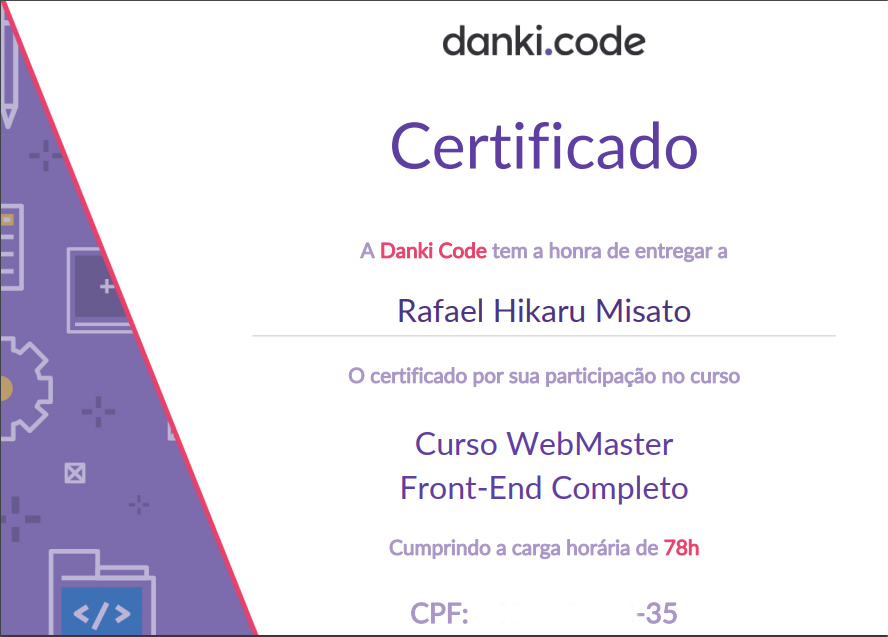 danki.code
Certificado
A Danki Code tem a honra de entregar a
Rafael Hikaru Misato
O certificado por sua participação no curso
Curso WebMaster
Front-End Completo
Cumprindo a carga horária de 78h
CPF: -35